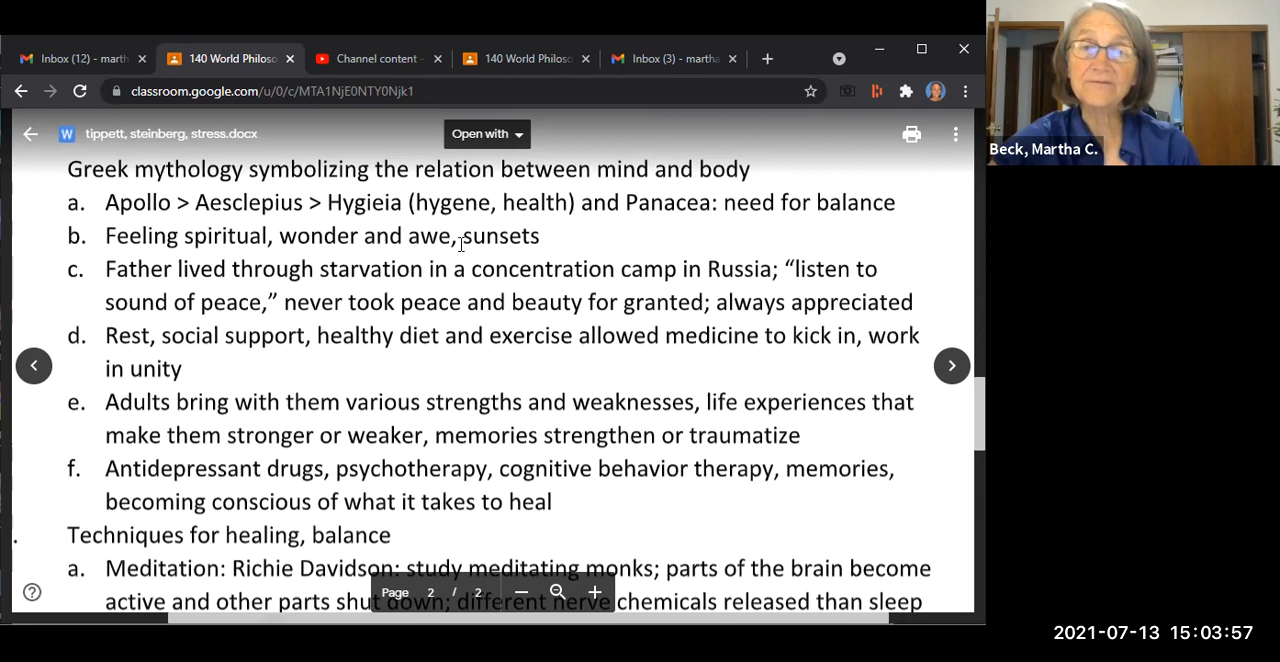 Inbox (12) - marth
140 World Philoso
Channel content -
140 World Philoso
Inbox (3) - martha
classroom.google.com/u/0/c/MTA1NjE0NTY0Njk1
tippett, steinberg, stress.docx
Open with
Beck, Martha C.
Greek mythology symbolizing the relation between mind and body
a. Apollo > Aesclepius > Hygieia (hygene, health) and Panacea: need for balance
b. Feeling spiritual, wonder and awe, sunsets
c. Father lived through starvation in a concentration camp in Russia; “listen to
sound of peace,” never took peace and beauty for granted; always appreciated
d. Rest, social support, healthy diet and exercise allowed medicine to kick in, work
in unity
e. Adults bring with them various strengths and weaknesses, life experiences that
make them stronger or weaker, memories strengthen or traumatize
f. Antidepressant drugs, psychotherapy, cognitive behavior therapy, memories,
becoming conscious of what it takes to heal
. Techniques for healing, balance
a. Meditation: Richie Davidson: study meditating monks; parts of the brain become
active and other parts shut down; different nerve chemicals released than sleep
Page 2 / 2
2021-07-13 15:03:57